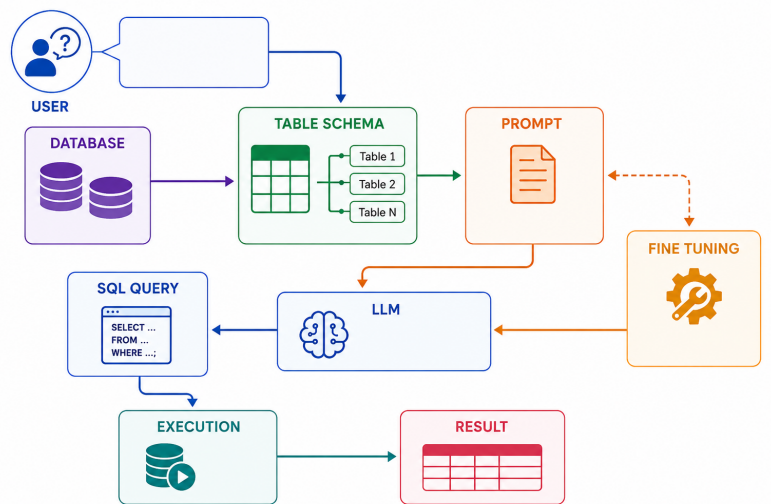 ?
USER
DATABASE
TABLE SCHEMA
Table 1
Table 2
Table N
PROMPT
FINE TUNING
SQL QUERY
SELECT ...
FROM ...
WHERE ...;
LLM
EXECUTION
RESULT